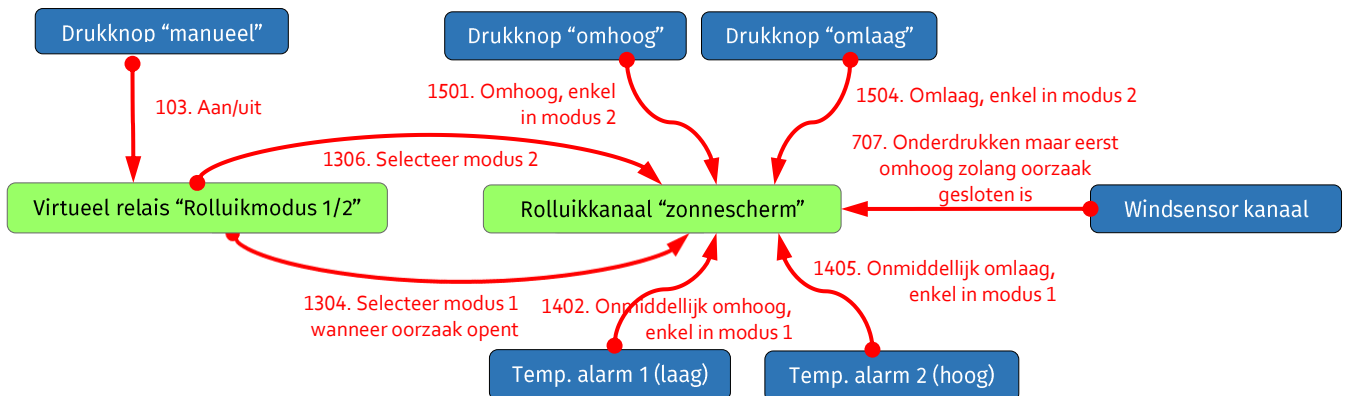 Drukknop “manueel”
Drukknop “omhoog”
Drukknop “omlaag”
103. Aan/uit
1501. Omhoog, enkel
in modus 2
1504. Omlaag, enkel in modus 2
1306. Selecteer modus 2
707. Onderdrukken maar eerst
omhoog zolang oorzaak
gesloten is
Virtueel relais “Rolluikmodus 1/2”
Rolluikkanaal “zonnescherm”
Windsensor kanaal
1304. Selecteer modus 1
wanneer oorzaak opent
1402. Onmiddellijk omhoog,
enkel in modus 1
1405. Onmiddellijk omlaag,
enkel in modus 1
Temp. alarm 1 (laag)
Temp. alarm 2 (hoog)